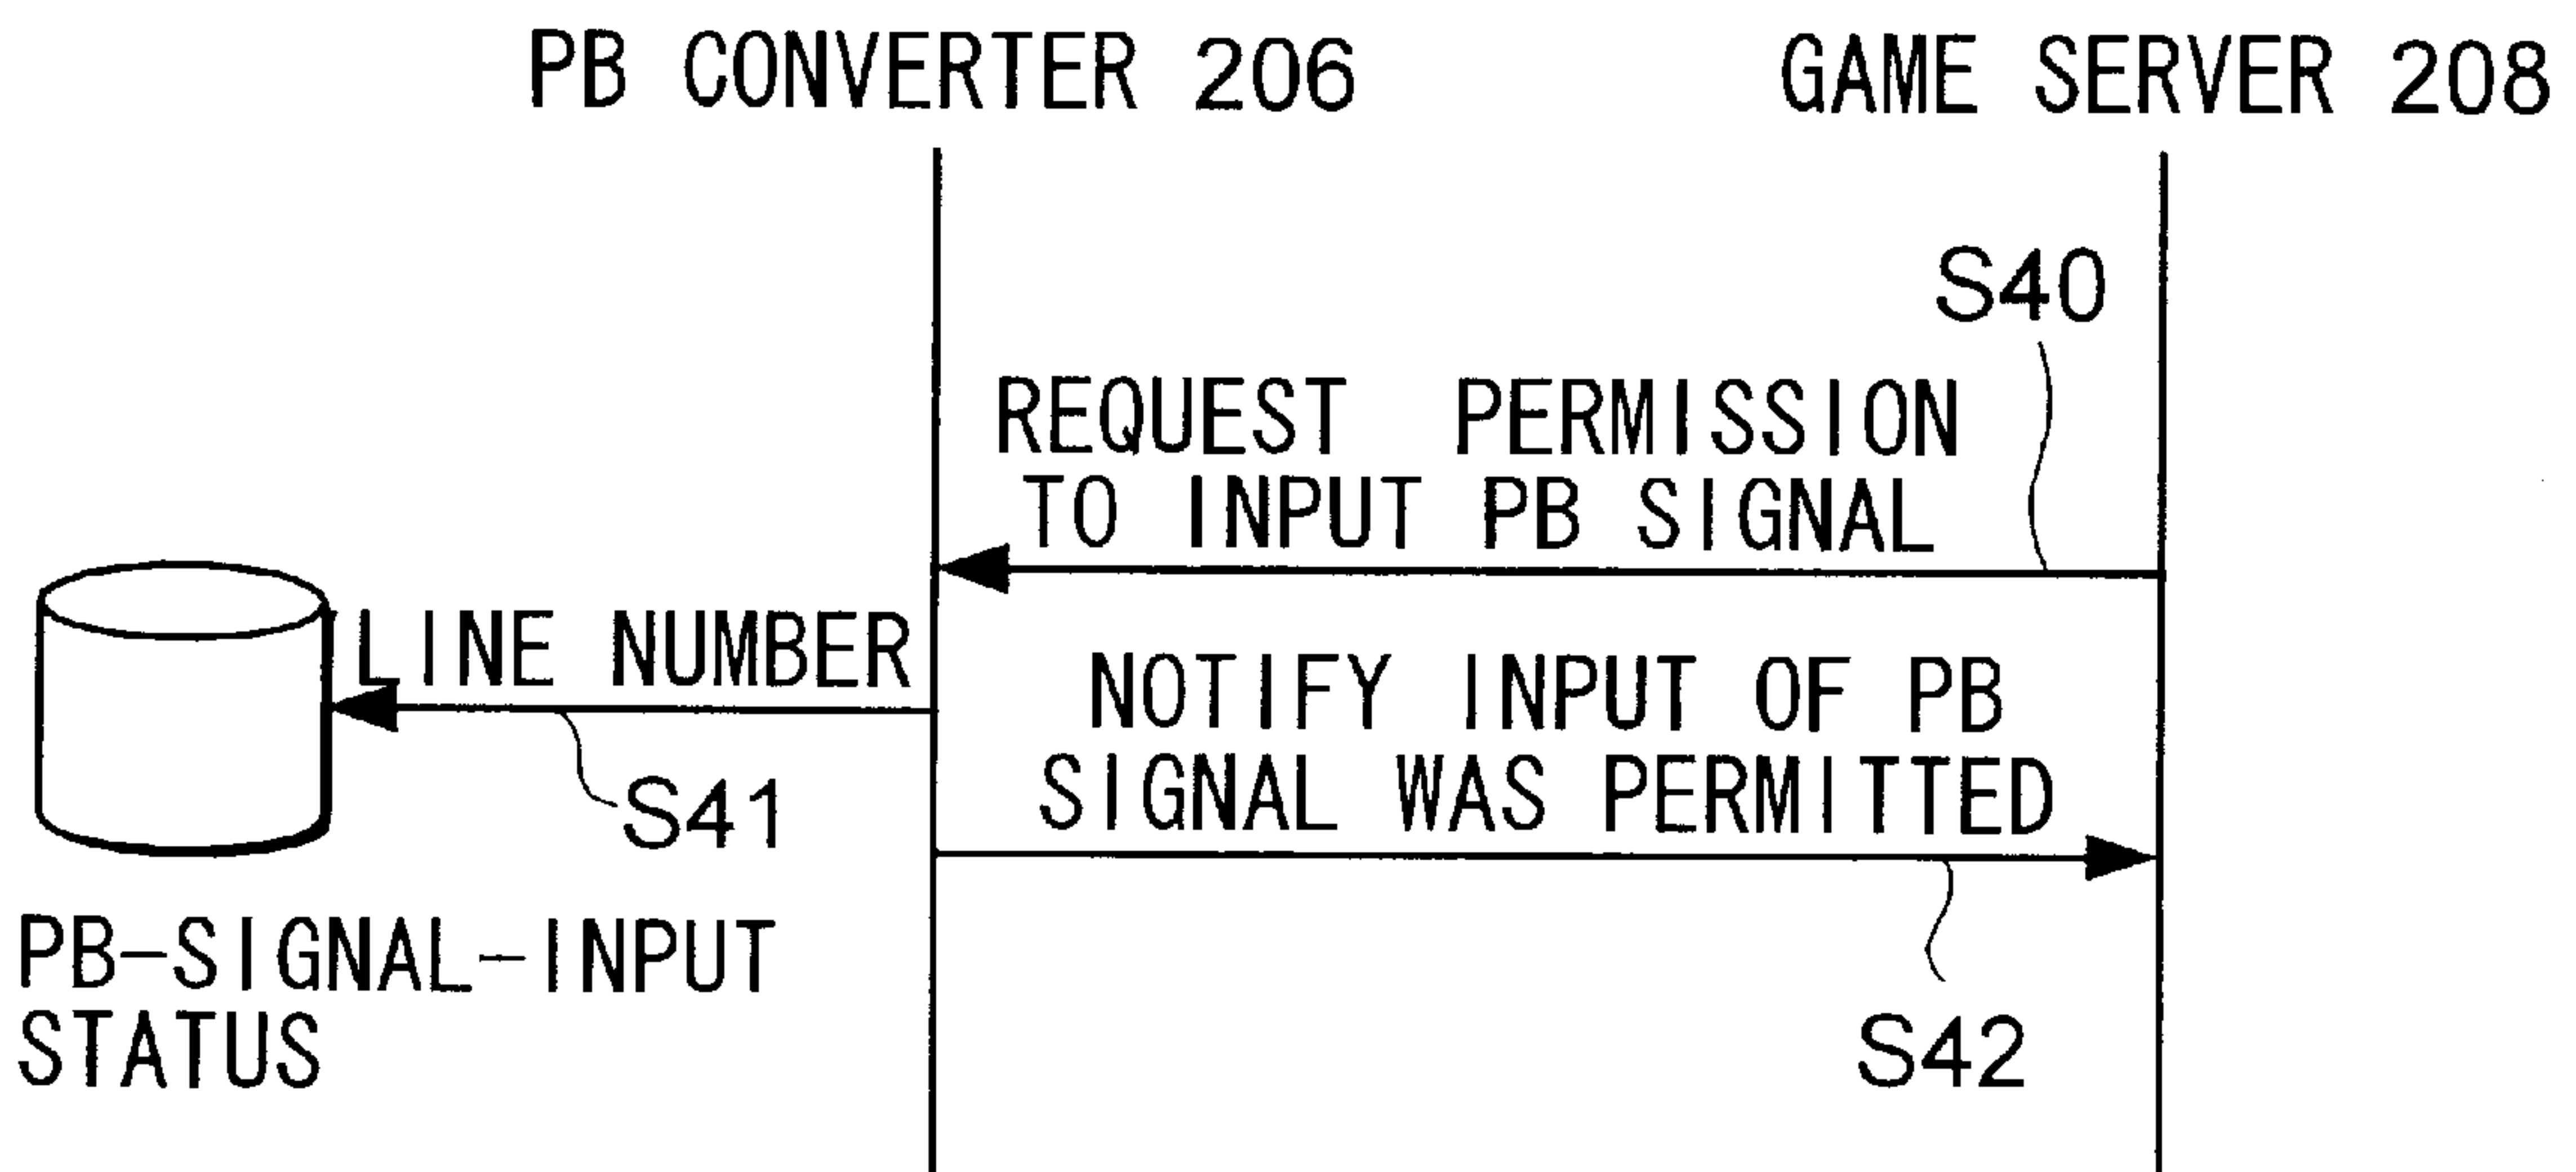 PB CONVERTER 206
GAME SERVER 208
S40
REQUEST PERMISSION
TO INPUT PB SIGNAL
LINE NUMBER
S41
NOTIFY INPUT OF PB
SIGNAL WAS PERMITTED
S42
PB-SIGNAL-INPUT
STATUS